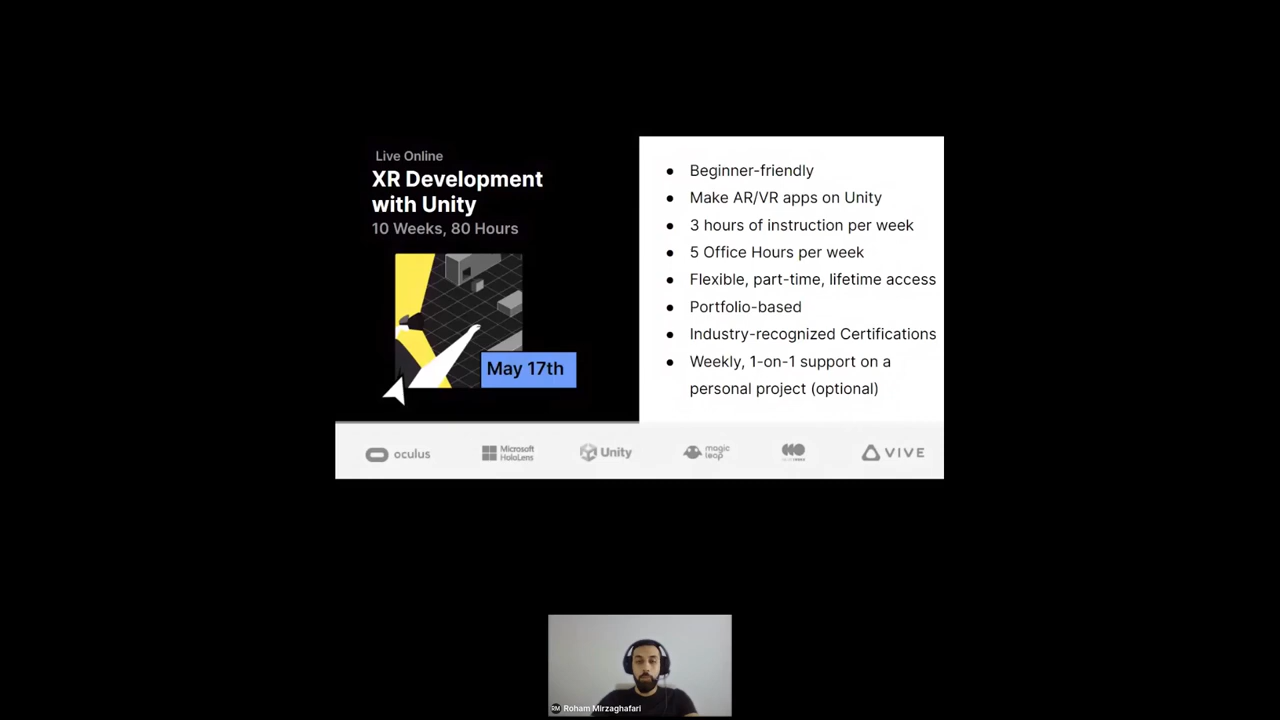 Live Online
XR Development
with Unity
10 Weeks, 80 Hours
May 17th
Beginner-friendly
Make AR/VR apps on Unity
3 hours of instruction per week
5 Office Hours per week
Flexible, part-time, lifetime access
Portfolio-based
Industry-recognized Certifications
Weekly, 1-on-1 support on a
personal project (optional)
oculus
Microsoft
HoloLens
Unity
magic
leap
VIVE
RM Roham Mirzaghafari